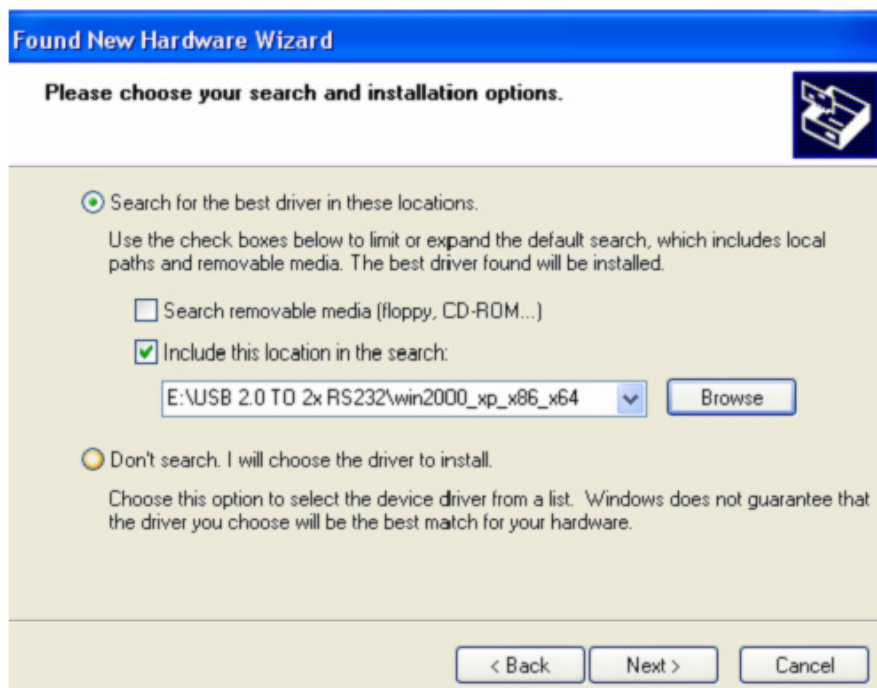 Found New Hardware Wizard
Please choose your search and installation options.
Search for the best driver in these locations.
Use the check boxes below to limit or expand the default search, which includes local
paths and removable media. The best driver found will be installed.
Search removable media (floppy, CD-ROM...)
Include this location in the search:
E:\USB 2.0 TO 2x RS232\win2000_xp_x86_x64
Browse
Don't search. I will choose the driver to install.
Choose this option to select the device driver from a list. Windows does not guarantee that
the driver you choose will be the best match for your hardware.
< Back
Next >
Cancel